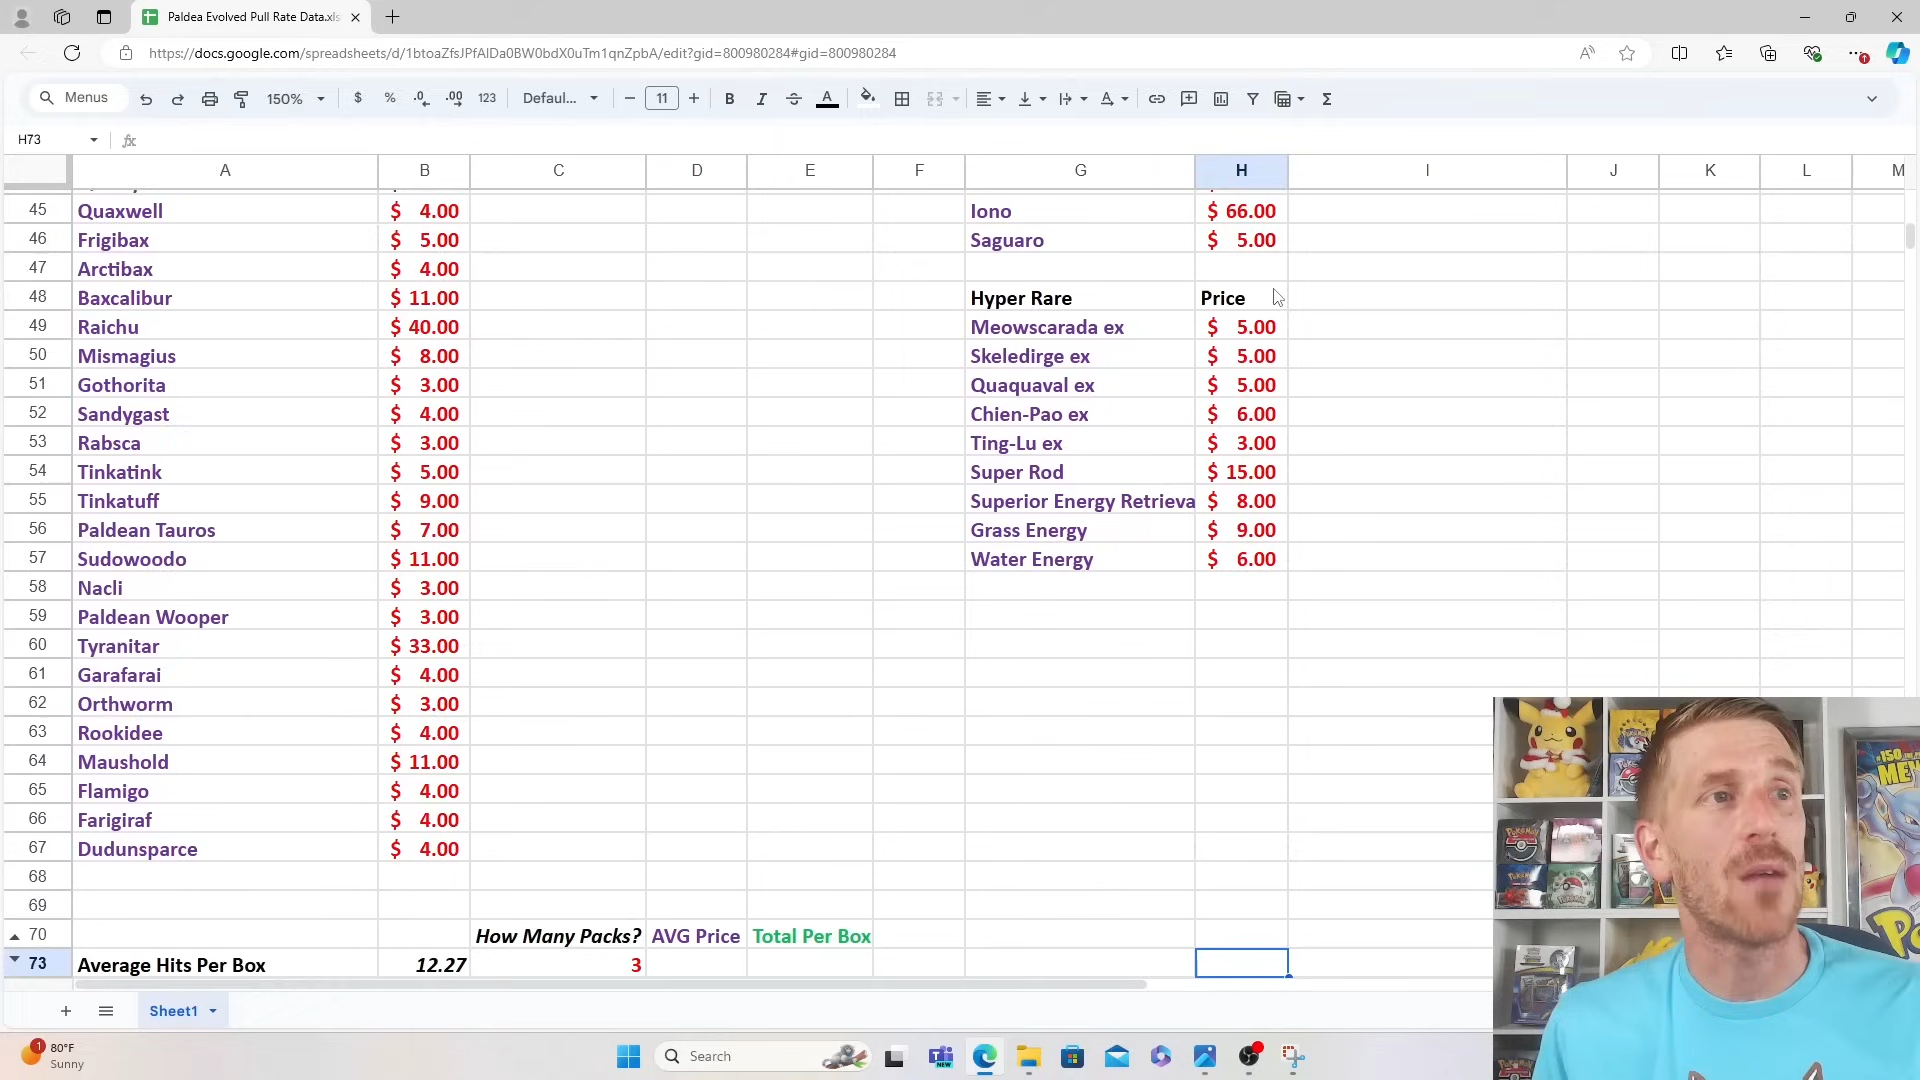 Paldea Evolved Pull Rate Data.xls
https://docs.google.com/spreadsheets/d/1btoaZfsJPfAlDa0BW0bdX0uTm1qnZpbA/edit?gid=800980284#gid=800980284
Menus 150% $ % .0 .00 123 Defaul... 11 B I A
H73 fx
A B C D E F G H I J K L M
45 Quaxwell $ 4.00 Iono $ 66.00
46 Frigibax $ 5.00 Saguaro $ 5.00
47 Arctibax $ 4.00
48 Baxcalibur $ 11.00 Hyper Rare Price
49 Raichu $ 40.00 Meowscarada ex $ 5.00
50 Mismagius $ 8.00 Skeledirge ex $ 5.00
51 Gothorita $ 3.00 Quaquaval ex $ 5.00
52 Sandygast $ 4.00 Chien-Pao ex $ 6.00
53 Rabsca $ 3.00 Ting-Lu ex $ 3.00
54 Tinkatink $ 5.00 Super Rod $ 15.00
55 Tinkatuff $ 9.00 Superior Energy Retrieva $ 8.00
56 Paldean Tauros $ 7.00 Grass Energy $ 9.00
57 Sudowoodo $ 11.00 Water Energy $ 6.00
58 Nacli $ 3.00
59 Paldean Wooper $ 3.00
60 Tyranitar $ 33.00
61 Garafarai $ 4.00
62 Orthworm $ 3.00
63 Rookidee $ 4.00
64 Maushold $ 11.00
65 Flamigo $ 4.00
66 Farigiraf $ 4.00
67 Dudunsparce $ 4.00
68
69
70 How Many Packs? AVG Price Total Per Box
73 Average Hits Per Box 12.27 3
Sheet1
1 80°F
Sunny
Search
NEW